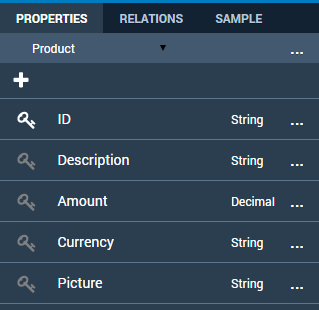 PROPERTIES RELATIONS SAMPLE
Product ...
ID String ...
Description String ...
Amount Decimal ...
Currency String ...
Picture String ...